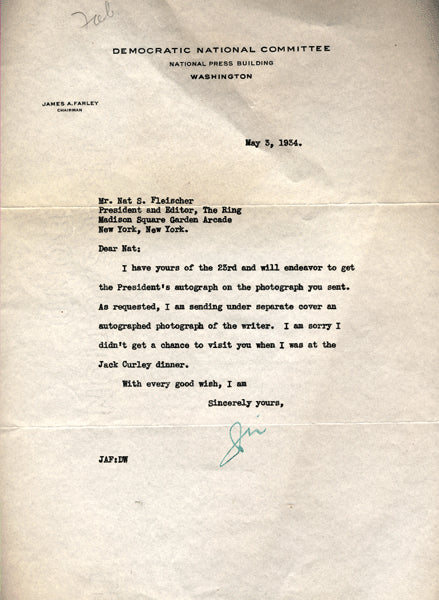 DEMOCRATIC NATIONAL COMMITTEE
NATIONAL PRESS BUILDING
WASHINGTON
JAMES A. FARLEY
CHAIRMAN
May 3, 1934.
Mr. Nat S. Fleischer
President and Editor, The Ring
Madison Square Garden Arcade
New York, New York.
Dear Nat:
I have yours of the 23rd and will endeavor to get
the President's autograph on the photograph you sent.
As requested, I am sending under separate cover an
autographed photograph of the writer. I am sorry I
didn't get a chance to visit you when I was at the
Jack Curley dinner.
With every good wish, I am
Sincerely yours,
Jim
JAF:DW